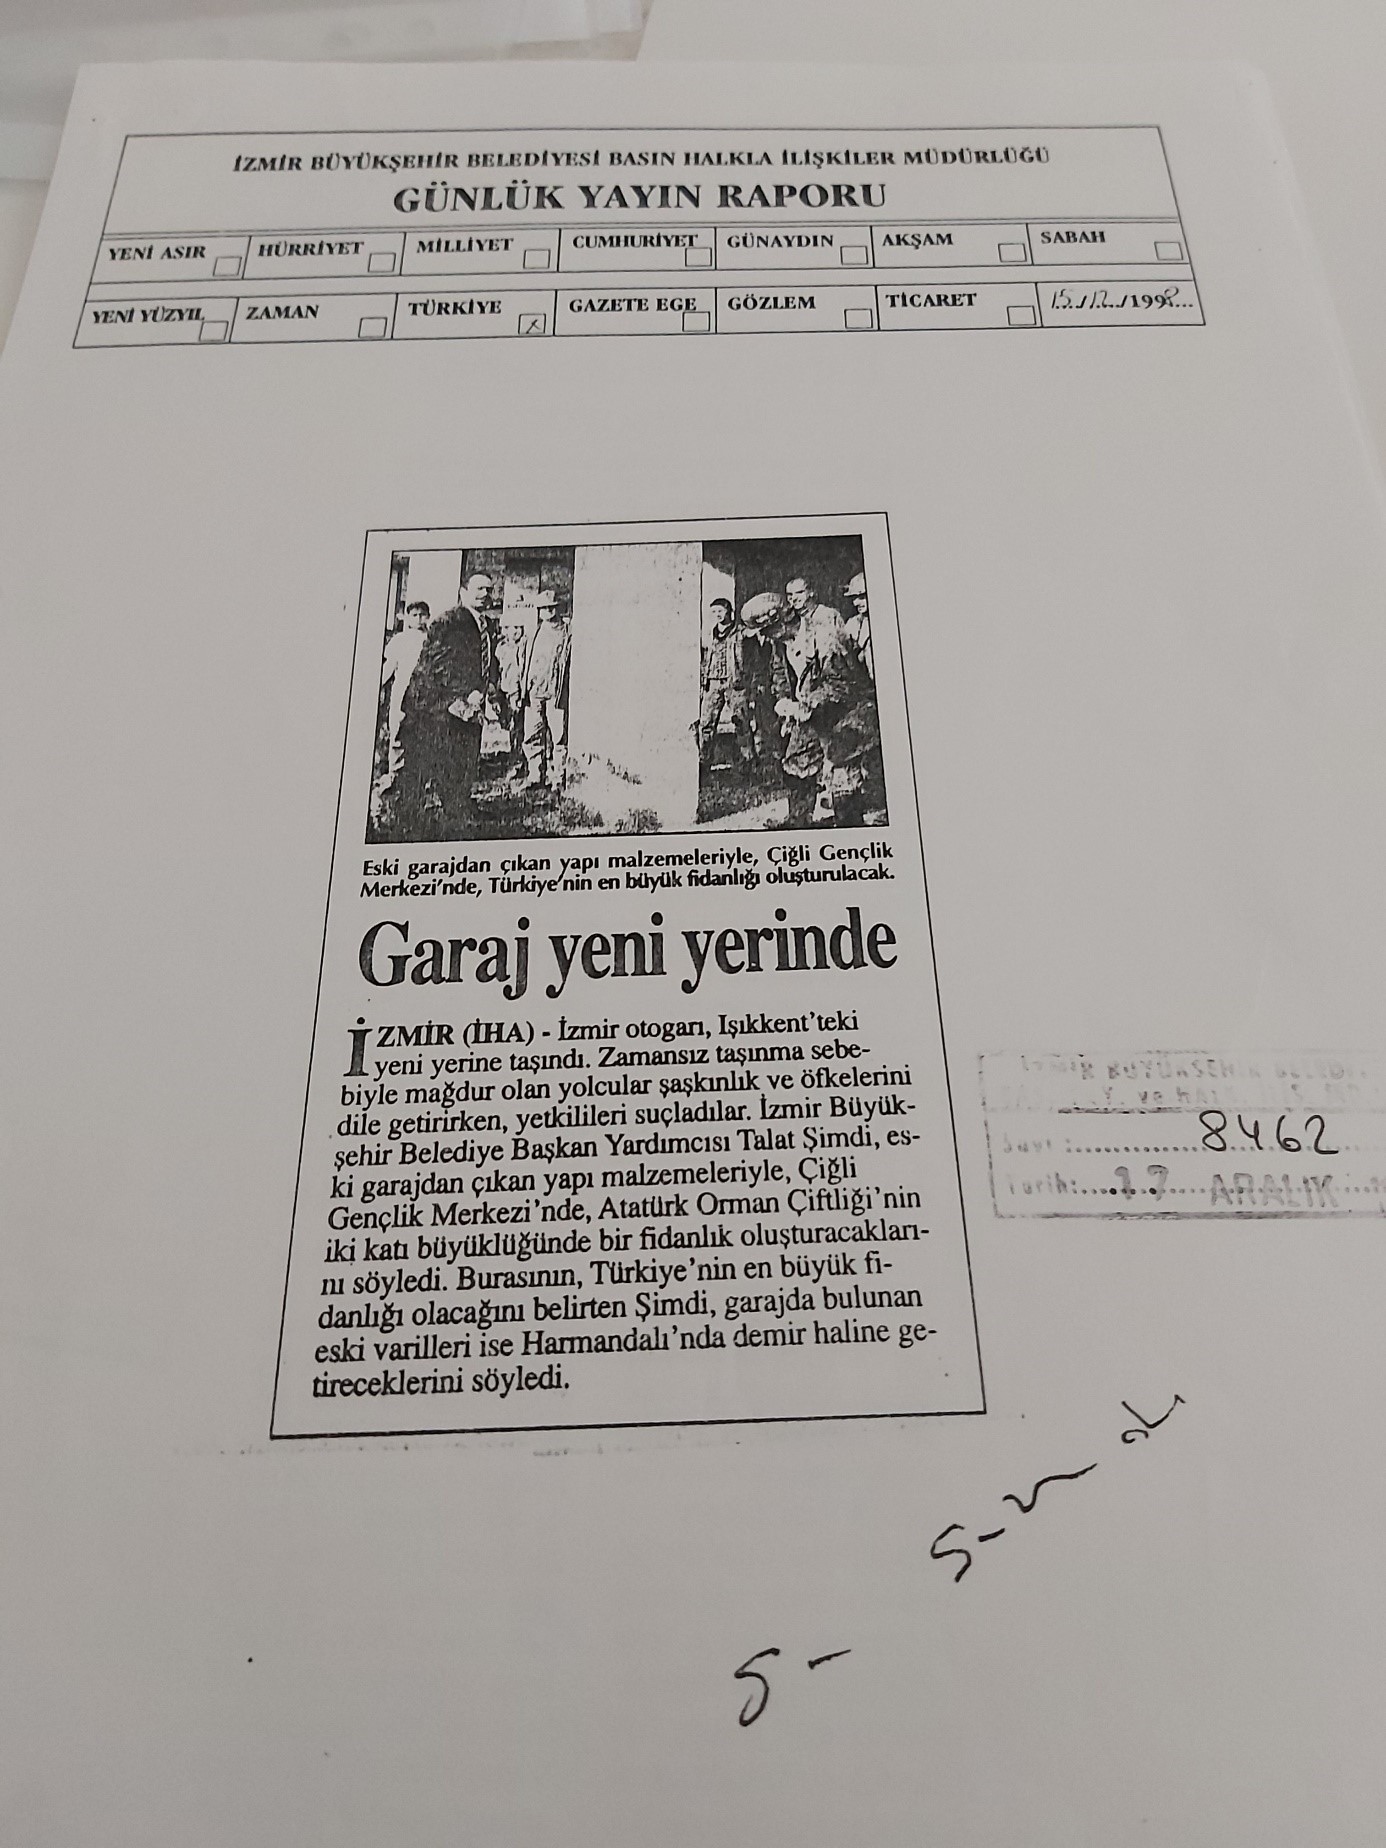 İZMİR BÜYÜKŞEHİR BELEDİYESİ BASIN HALKLA İLİŞKİLER MÜDÜRLÜĞÜ
GÜNLÜK YAYIN RAPORU
YENİ ASIR HÜRRİYET MİLLİYET CUMHURİYET GÜNAYDIN AKŞAM SABAH
YENİ YÜZYIL ZAMAN TÜRKİYE X GAZETE EGE GÖZLEM TİCARET 15./12../1998...
Eski garajdan çıkan yapı malzemeleriyle, Çiğli Gençlik
Merkezi'nde, Türkiye'nin en büyük fidanlığı oluşturulacak.
Garaj yeni yerinde
İZMİR (İHA) - İzmir otogarı, Işıkkent'teki
yeni yerine taşındı. Zamansız taşınma sebe-
biyle mağdur olan yolcular şaşkınlık ve öfkelerini
dile getirirken, yetkilileri suçladılar. İzmir Büyük-
şehir Belediye Başkan Yardımcısı Talat Şimdi, es-
ki garajdan çıkan yapı malzemeleriyle, Çiğli
Gençlik Merkezi'nde, Atatürk Orman Çiftliği'nin
iki katı büyüklüğünde bir fidanlık oluşturacakları-
nı söyledi. Burasının, Türkiye'nin en büyük fi-
danlığı olacağını belirten Şimdi, garajda bulunan
eski varilleri ise Harmandalı'nda demir haline ge-
tireceklerini söyledi.
İZMİR BÜYÜKŞEHİR
Sayı :.............8462
Tarih:.....17....ARALIK